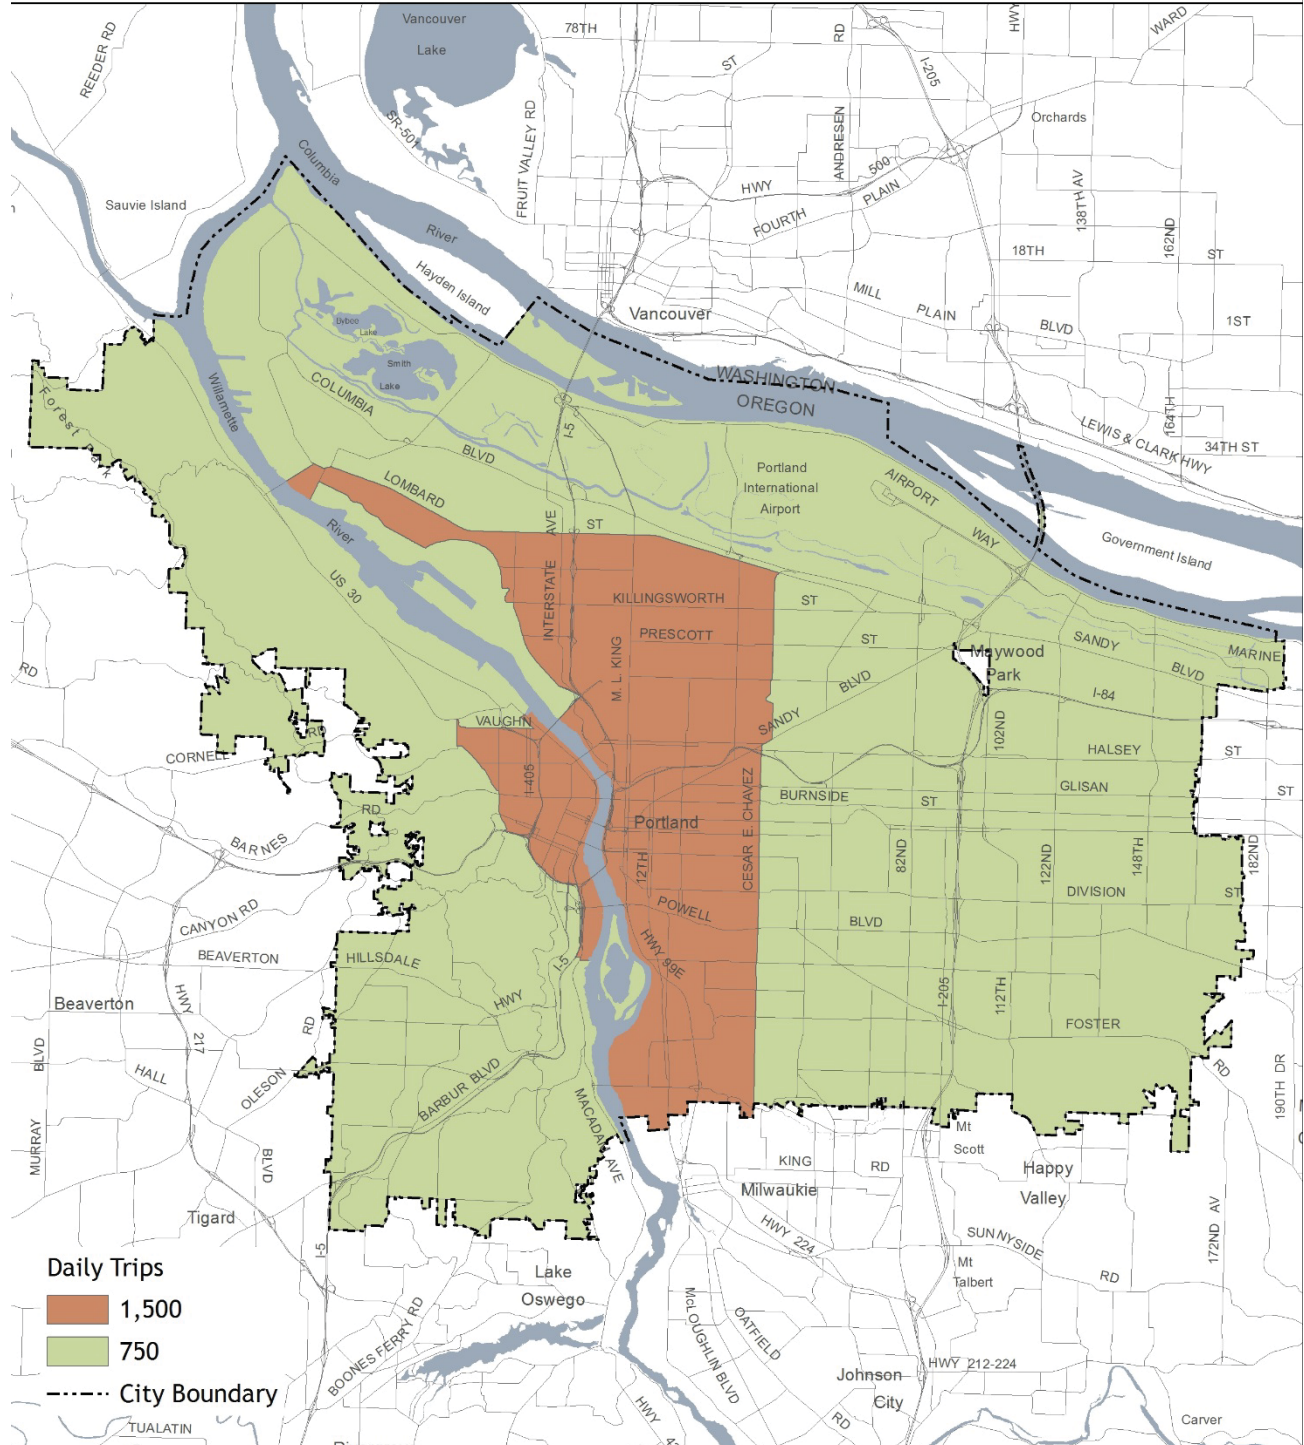 REEDER RD
Vancouver
Lake
78TH
ST
RD
I-205
HWY
WARD
SR-501
FRUIT VALLEY RD
ANDRESEN
Orchards
Columbia
500
HWY
PLAIN
FOURTH
138TH AV
162ND
Sauvie Island
River
Hayden Island
18TH
ST
MILL
PLAIN
BLVD
1ST
Vancouver
Bybee
Lake
Smith
Lake
WASHINGTON
OREGON
Forest Park
Willamette
COLUMBIA
BLVD
I-5
164TH
LEWIS & CLARK HWY
34TH ST
Portland
International
Airport
AIRPORT
WAY
LOMBARD
ST
River
INTERSTATE AVE
Government Island
US 30
KILLINGSWORTH
ST
PRESCOTT
ST
M. L. KING
SANDY
BLVD
MARINE
Maywood
Park
RD
BLVD
SANDY
I-84
VAUGHN
102ND
RD
CORNELL
HALSEY
ST
I-405
BURNSIDE
ST
GLISAN
ST
RD
BARNES
Portland
CESAR E. CHAVEZ
12TH
82ND
122ND
148TH
182ND
DIVISION
ST
CANYON RD
POWELL
BLVD
BEAVERTON
HILLSDALE
HWY
I-5
HWY 99E
Beaverton
HWY
217
I-205
112TH
FOSTER
RD
BLVD
RD
HALL
OLESON
BARBUR BLVD
MACADAM AVE
190TH DR
MURRAY
BLVD
Mt
Scott
KING
RD
Milwaukie
Happy
Valley
Tigard
HWY 224
SUNNYSIDE
RD
172ND AV
I-5
Mt
Talbert
Daily Trips
1,500
750
City Boundary
Lake
Oswego
BOONES FERRY RD
McLOUGHLIN BLVD
OATFIELD
RD
HWY 212-224
Johnson
City
HWY
TUALATIN
Carver